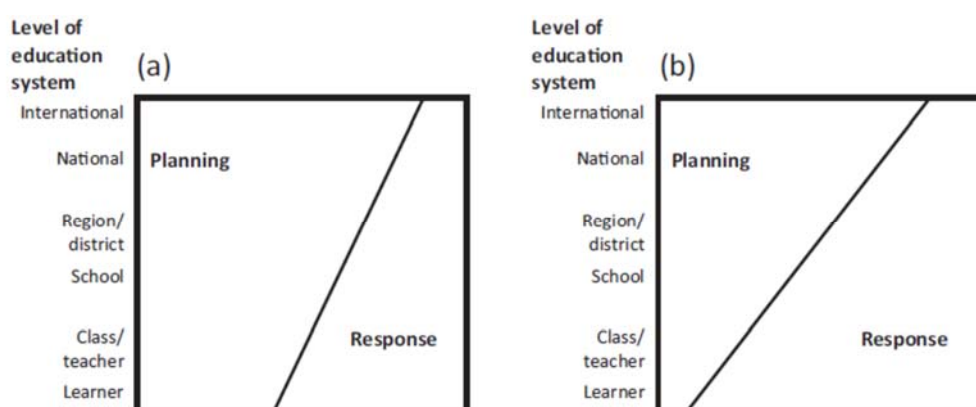 Level of
education
system
(a)
International
National
Planning
Region/
district
School
Class/
teacher
Response
Learner
Level of
education
system
(b)
International
National
Planning
Region/
district
School
Class/
teacher
Response
Learner